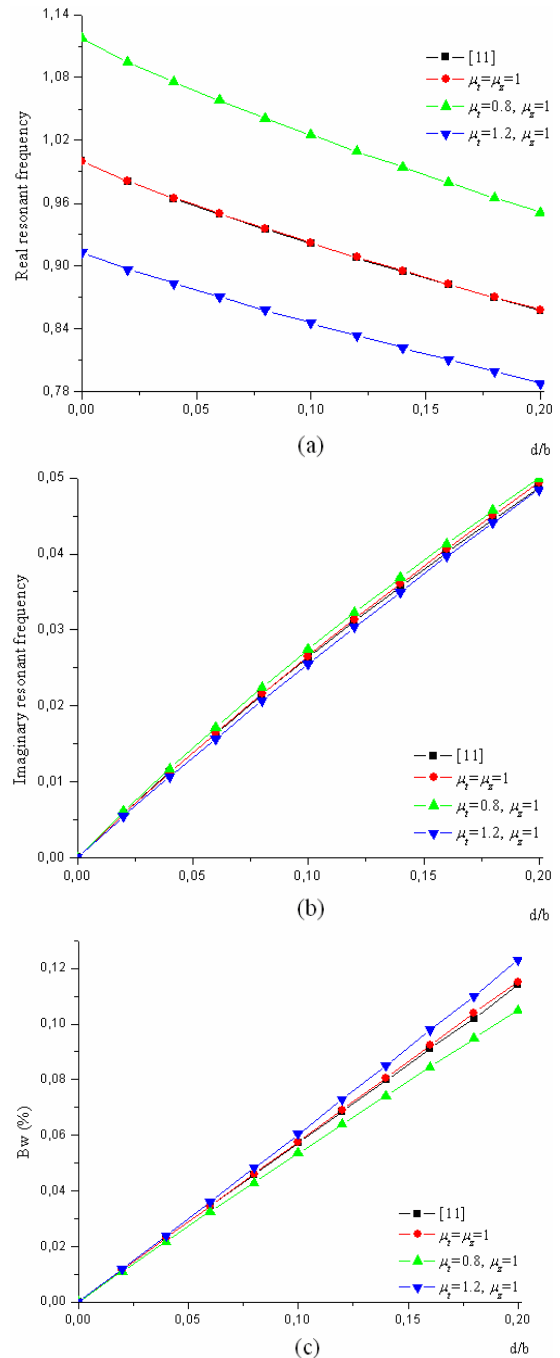 1,14
1,08
1,02
0,96
0,90
0,84
0,78
Real resonant frequency
[11]
μt=μz=1
μt=0.8, μz=1
μt=1.2, μz=1
0,00 0,05 0,10 0,15 0,20
(a) d/b
0,05
0,04
0,03
0,02
0,01
0,00
Imaginary resonant frequency
[11]
μt=μz=1
μt=0.8, μz=1
μt=1.2, μz=1
0,00 0,05 0,10 0,15 0,20
(b) d/b
0,12
0,10
0,08
0,06
0,04
0,02
0,00
Bw (%)
[11]
μt=μz=1
μt=0.8, μz=1
μt=1.2, μz=1
0,00 0,05 0,10 0,15 0,20
(c) d/b